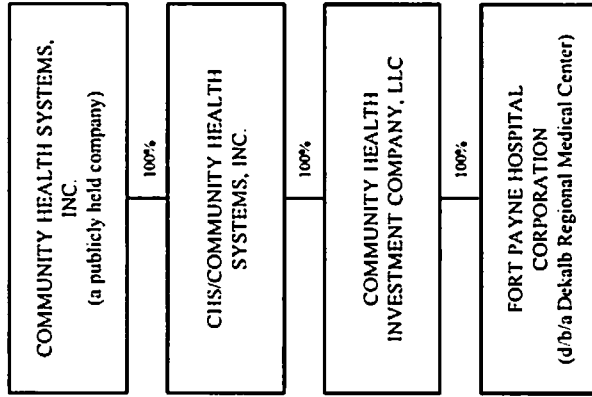 COMMUNITY HEALTH SYSTEMS,
INC.
(a publicly held company)
100%
CHS/COMMUNITY HEALTH
SYSTEMS, INC.
100%
COMMUNITY HEALTH
INVESTMENT COMPANY, LLC
100%
FORT PAYNE HOSPITAL
CORPORATION
(d/b/a Dekalb Regional Medical Center)